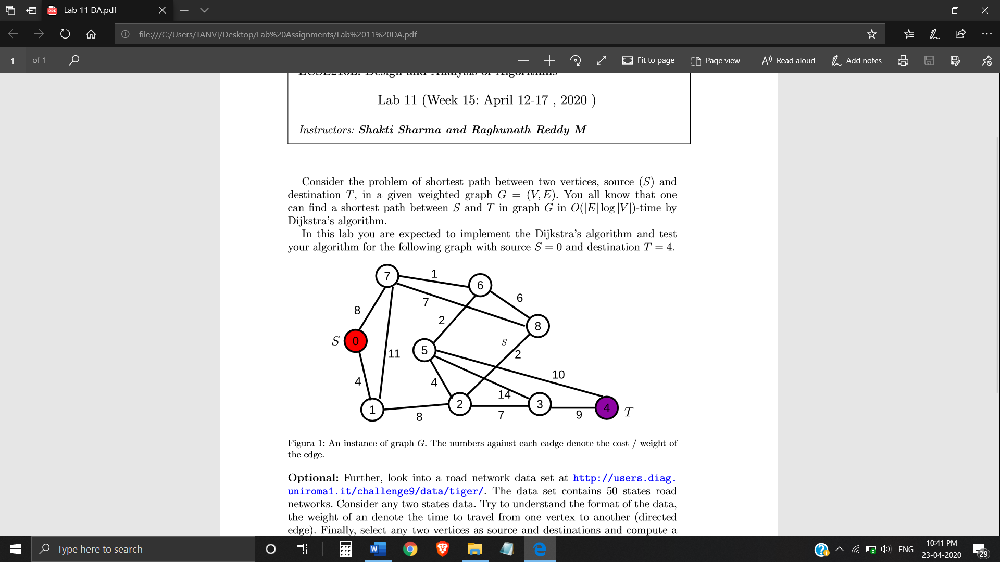 Lab 11 DA.pdf
file:///C:/Users/TANVI/Desktop/Lab%20Assignments/Lab%2011%20DA.pdf
1 of 1 Fit to page Page view Read aloud Add notes
ECSE210L: Design and Analysis of Algorithms
Lab 11 (Week 15: April 12-17 , 2020 )
Instructors: Shakti Sharma and Raghunath Reddy M
Consider the problem of shortest path between two vertices, source (S) and
destination T, in a given weighted graph G = (V, E). You all know that one
can find a shortest path between S and T in graph G in O(|E| log |V|)-time by
Dijkstra's algorithm.
In this lab you are expected to implement the Dijkstra's algorithm and test
your algorithm for the following graph with source S = 0 and destination T = 4.
7 1 6
6
7
8
2
8
S 0
S
5
11
2
10
4
4
14
2
3
4 T
1
8
7
9
Figura 1: An instance of graph G. The numbers against each eadge denote the cost / weight of
the edge.
Optional: Further, look into a road network data set at http://users.diag.
uniroma1.it/challenge9/data/tiger/. The data set contains 50 states road
networks. Consider any two states data. Try to understand the format of the data,
the weight of an denote the time to travel from one vertex to another (directed
edge). Finally, select any two vertices as source and destinations and compute a
Type here to search
ENG
10:41 PM
23-04-2020
29